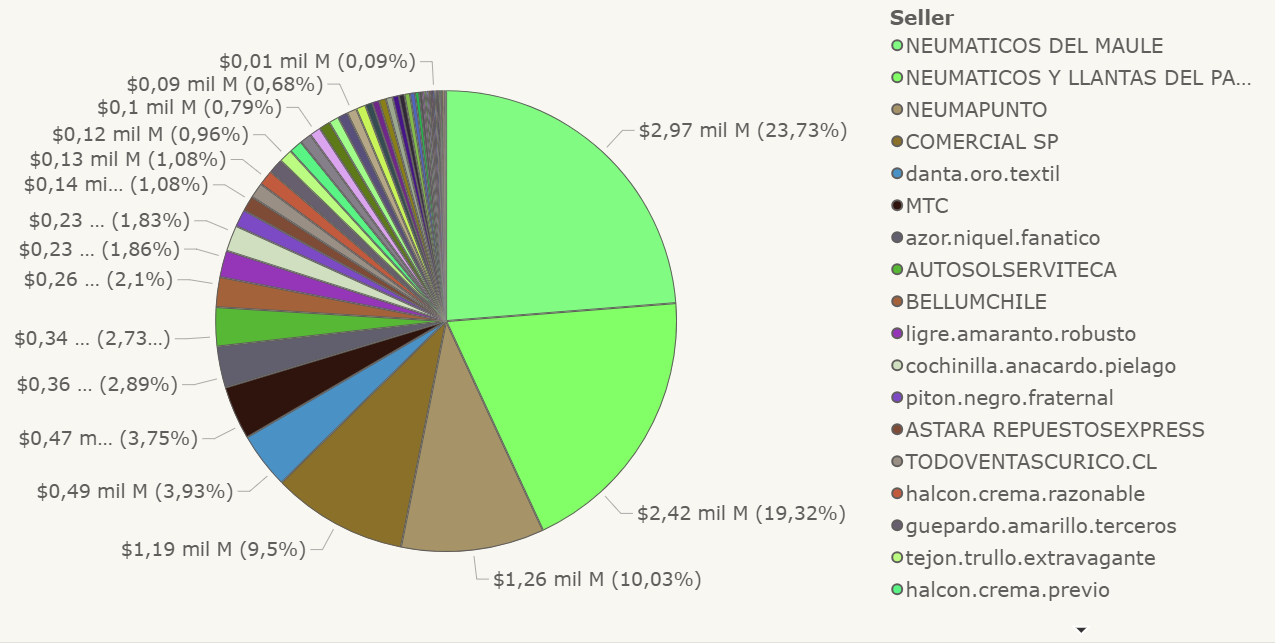 $0,01 mil M (0,09%)
$0,09 mil M (0,68%)
$0,1 mil M (0,79%)
$0,12 mil M (0,96%)
$0,13 mil M (1,08%)
$0,14 mi... (1,08%)
$0,23 ... (1,83%)
$0,23 ... (1,86%)
$0,26 ... (2,1%)
$0,34 ... (2,73...)
$0,36 ... (2,89%)
$0,47 m... (3,75%)
$0,49 mil M (3,93%)
$1,19 mil M (9,5%)
$1,26 mil M (10,03%)
$2,42 mil M (19,32%)
$2,97 mil M (23,73%)
Seller
NEUMATICOS DEL MAULE
NEUMATICOS Y LLANTAS DEL PA...
NEUMAPUNTO
COMERCIAL SP
danta.oro.textil
MTC
azor.niquel.fanatico
AUTOSOLSERVITECA
BELLUMCHILE
ligre.amaranto.robusto
cochinilla.anacardo.pielago
piton.negro.fraternal
ASTARA REPUESTOSEXPRESS
TODOVENTASCURICO.CL
halcon.crema.razonable
guepardo.amarillo.terceros
tejon.trullo.extravagante
halcon.crema.previo